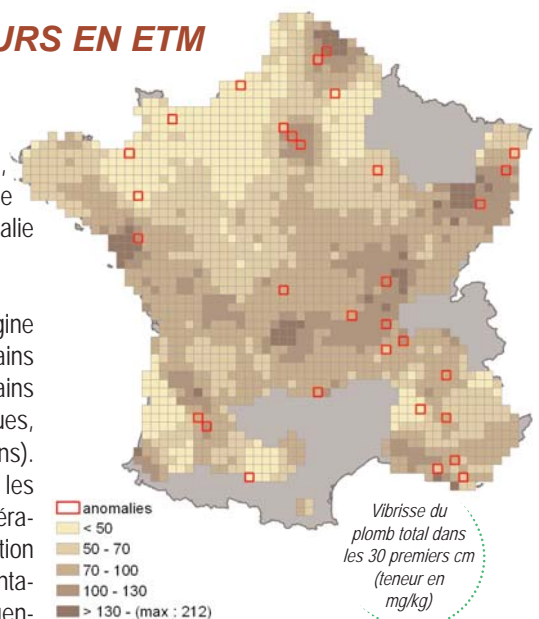 URS EN ETM
,
e
alie
gine
ains
ains
ues,
ns).
les
éra-
tion
nta-
uen-
anomalies
< 50
50 - 70
70 - 100
100 - 130
> 130 - (max : 212)
Vibrisse du
plomb total dans
les 30 premiers cm
(teneur en
mg/kg)